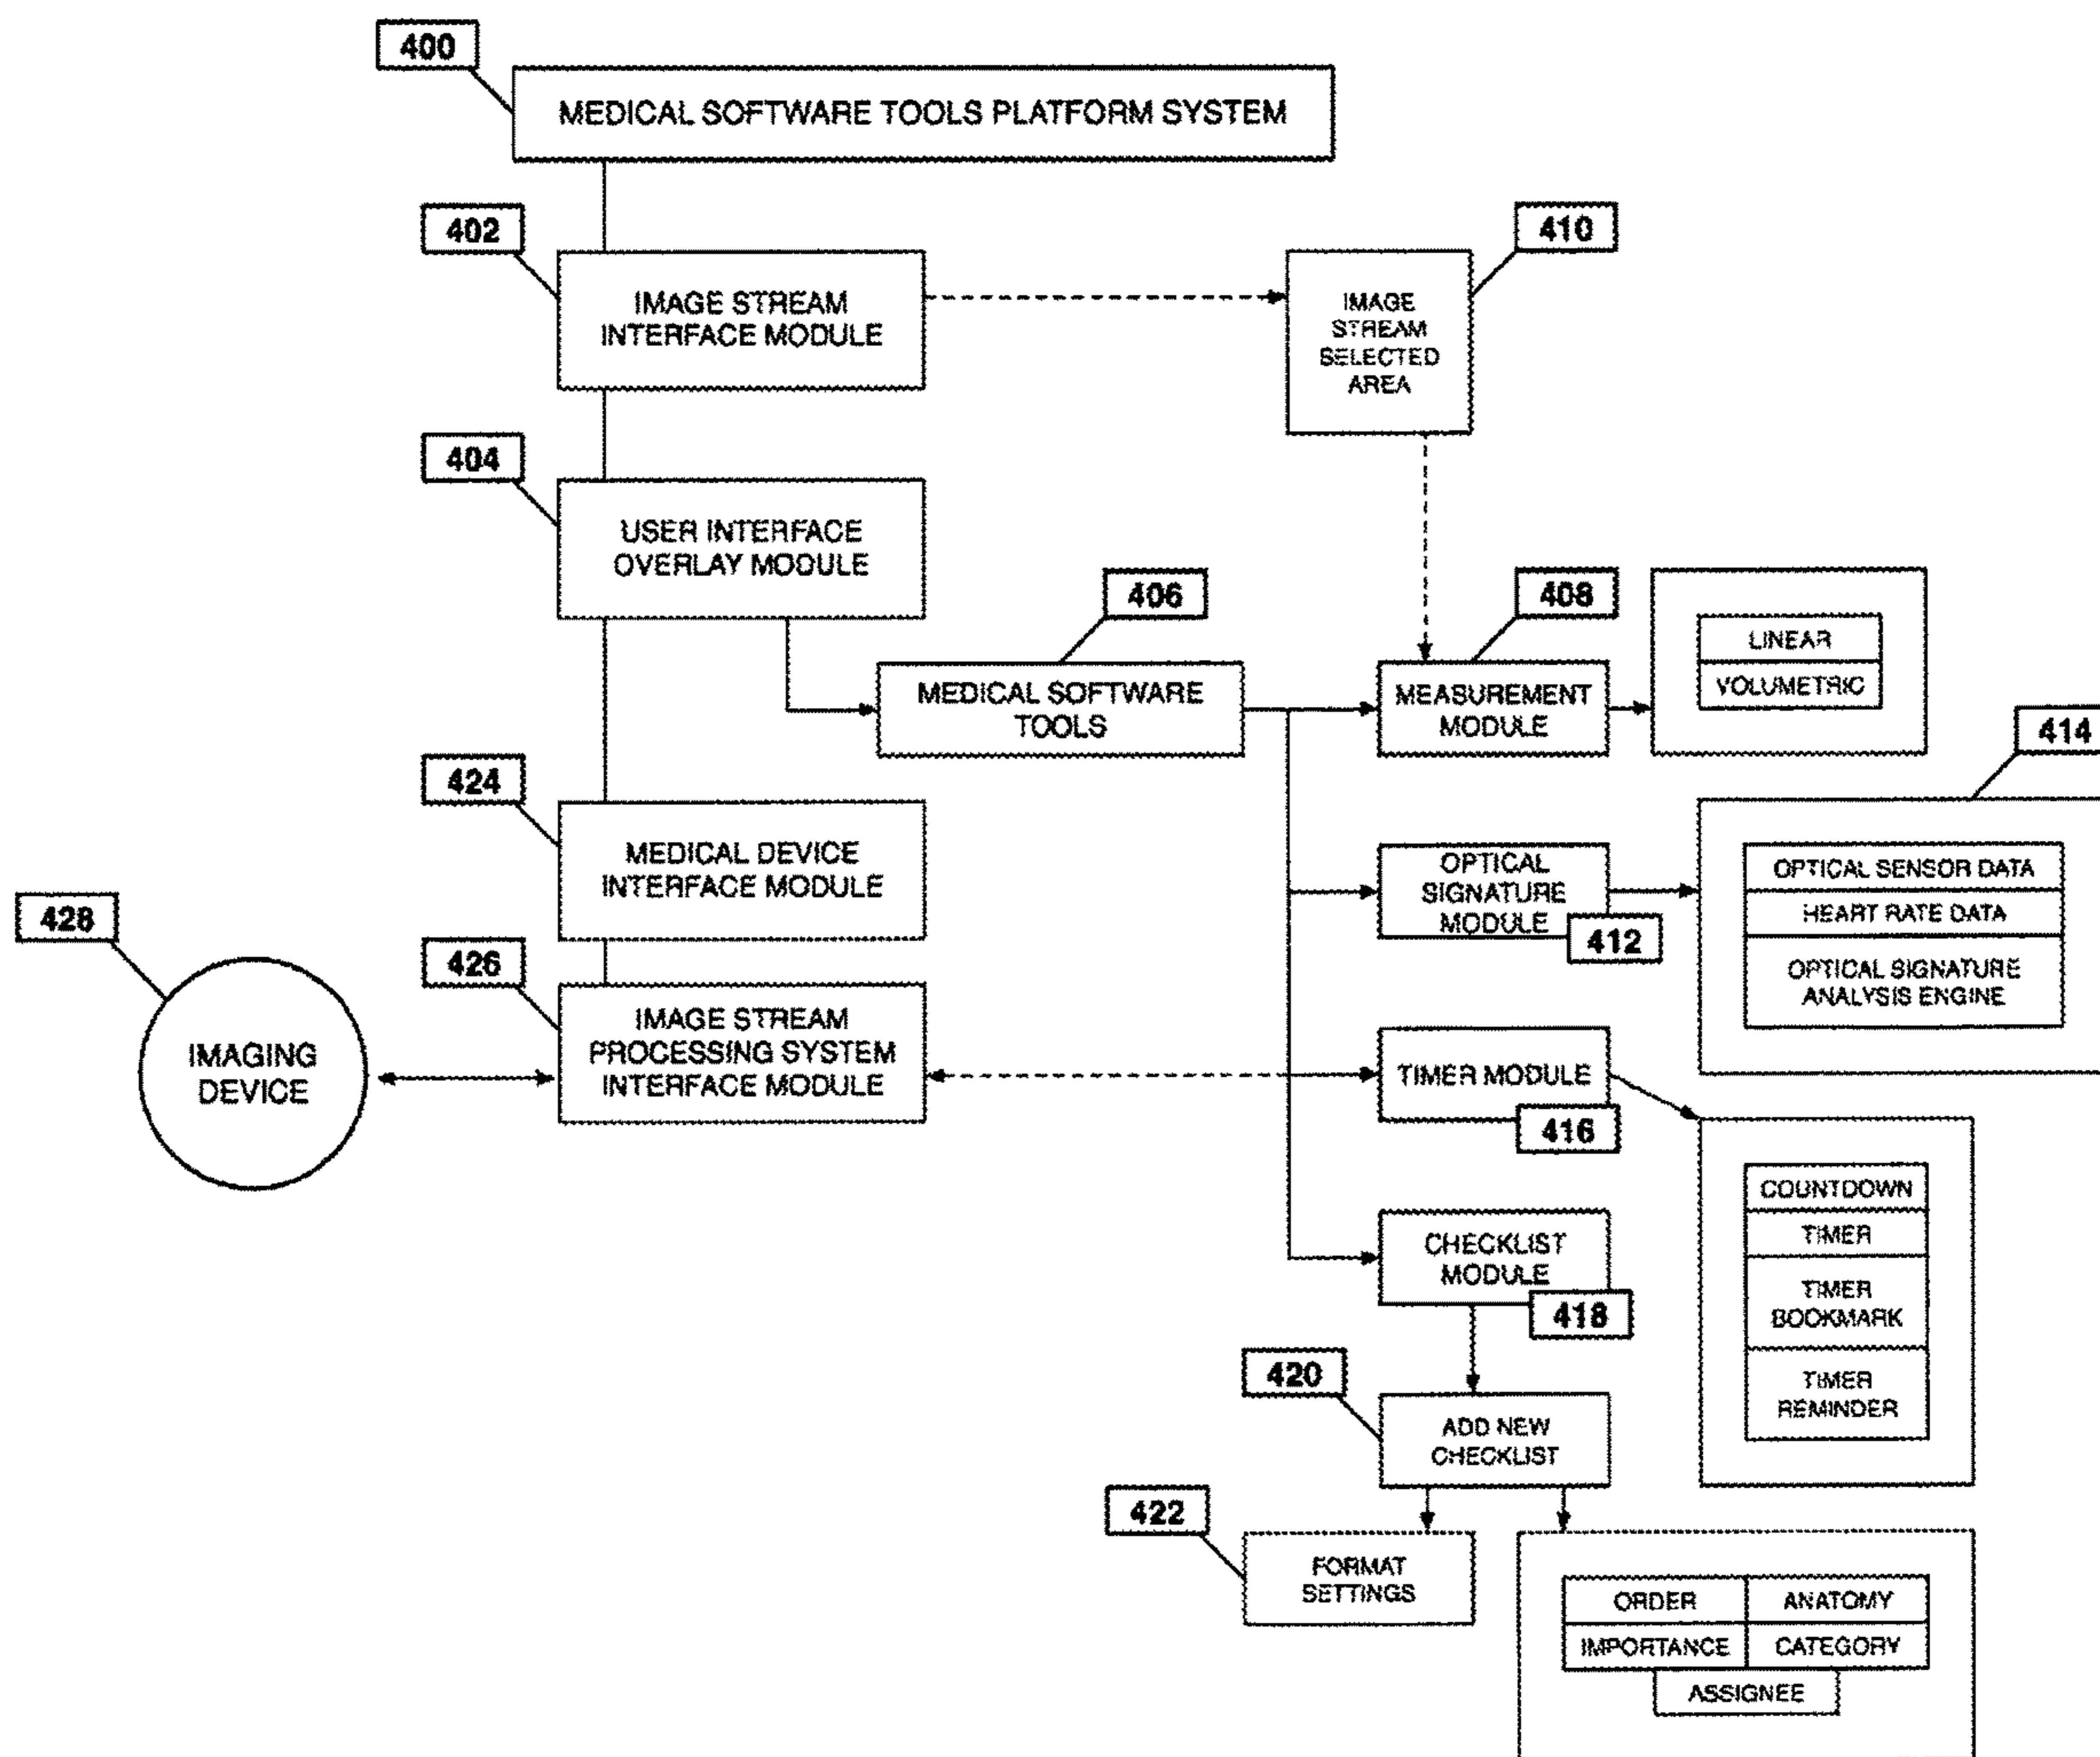 400
MEDICAL SOFTWARE TOOLS PLATFORM SYSTEM
402
IMAGE STREAM
INTERFACE MODULE
410
IMAGE
STREAM
SELECTED
AREA
404
USER INTERFACE
OVERLAY MODULE
406
MEDICAL SOFTWARE
TOOLS
408
MEASUREMENT
MODULE
LINEAR
VOLUMETRIC
414
424
MEDICAL DEVICE
INTERFACE MODULE
OPTICAL
SIGNATURE
MODULE
412
OPTICAL SENSOR DATA
HEART RATE DATA
OPTICAL SIGNATURE
ANALYSIS ENGINE
428
IMAGING
DEVICE
426
IMAGE STREAM
PROCESSING SYSTEM
INTERFACE MODULE
TIMER MODULE
416
COUNTDOWN
TIMER
TIMER
BOOKMARK
TIMER
REMINDER
CHECKLIST
MODULE
418
420
ADD NEW
CHECKLIST
422
FORMAT
SETTINGS
ORDER
ANATOMY
IMPORTANCE
CATEGORY
ASSIGNEE